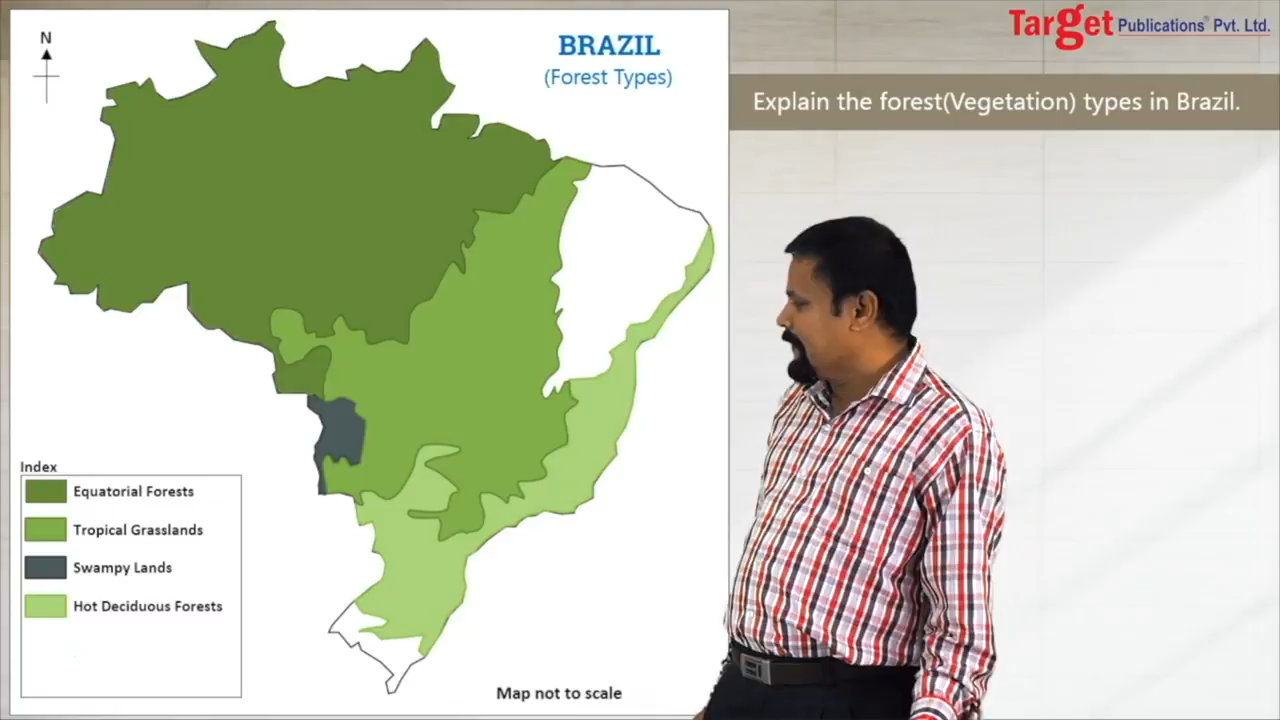 N
BRAZIL
(Forest Types)
Target Publications® Pvt. Ltd.
Explain the forest(Vegetation) types in Brazil.
Index
Equatorial Forests
Tropical Grasslands
Swampy Lands
Hot Deciduous Forests
Map not to scale